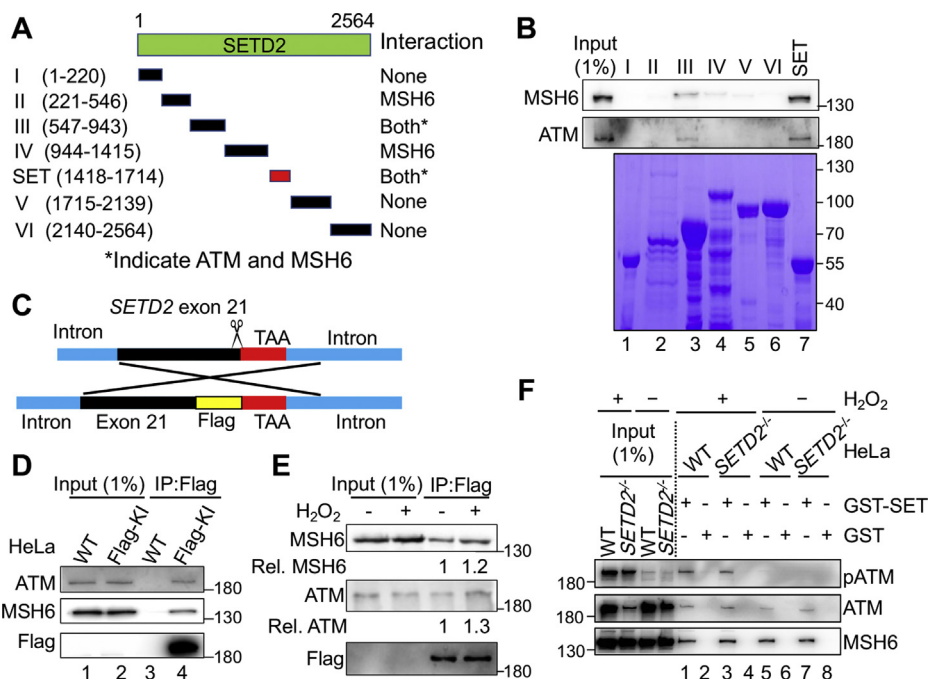 A
1 2564
SETD2 Interaction
I (1-220) None
II (221-546) MSH6
III (547-943) Both*
IV (944-1415) MSH6
SET (1418-1714) Both*
V (1715-2139) None
VI (2140-2564) None
*Indicate ATM and MSH6
B
Input (1%) I II III IV V VI SET
MSH6 130
ATM 180
130
100
70
55
40
1 2 3 4 5 6 7
C
SETD2 exon 21
Intron TAA Intron
Intron Exon 21 Flag TAA Intron
D
Input (1%) IP:Flag
HeLa WT Flag-KI WT Flag-KI
ATM 180
MSH6 130
Flag 180
1 2 3 4
E
Input (1%) IP:Flag
H2O2 - + - +
MSH6 130
Rel. MSH6 1 1.2
ATM 180
Rel. ATM 1 1.3
Flag 180
F
+ − + − H2O2
Input (1%) WT SETD2-/- WT SETD2-/- HeLa
WT SETD2-/- WT SETD2-/- + - + - + - + - GST-SET
- + - + - + - + GST
180 pATM
180 ATM
130 MSH6
1 2 3 4 5 6 7 8